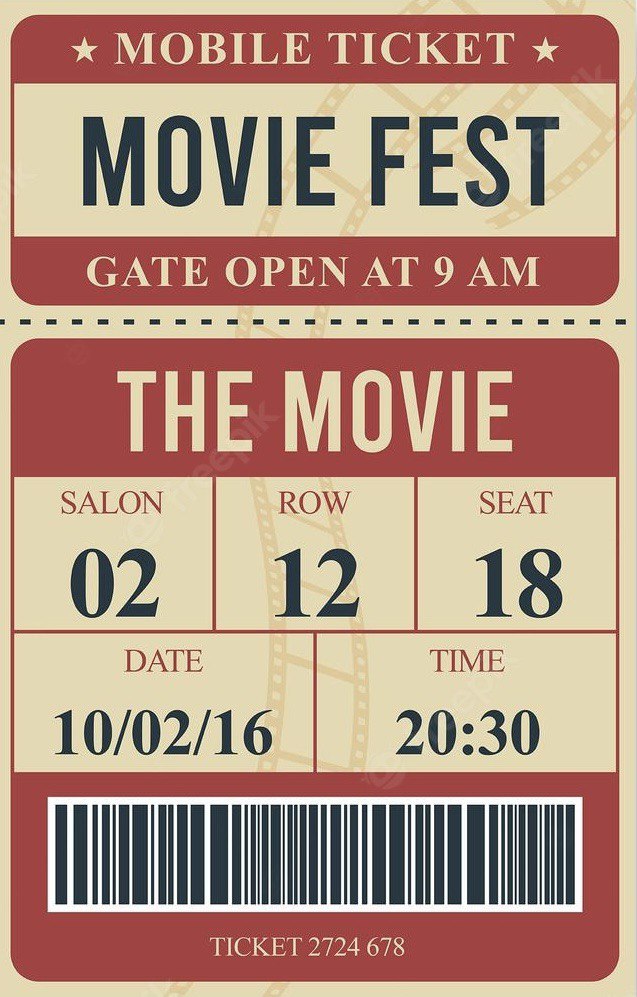 ★ MOBILE TICKET ★
MOVIE FEST
GATE OPEN AT 9 AM
THE MOVIE
SALON ROW SEAT
02 12 18
DATE TIME
10/02/16 20:30
TICKET 2724 678
freepik